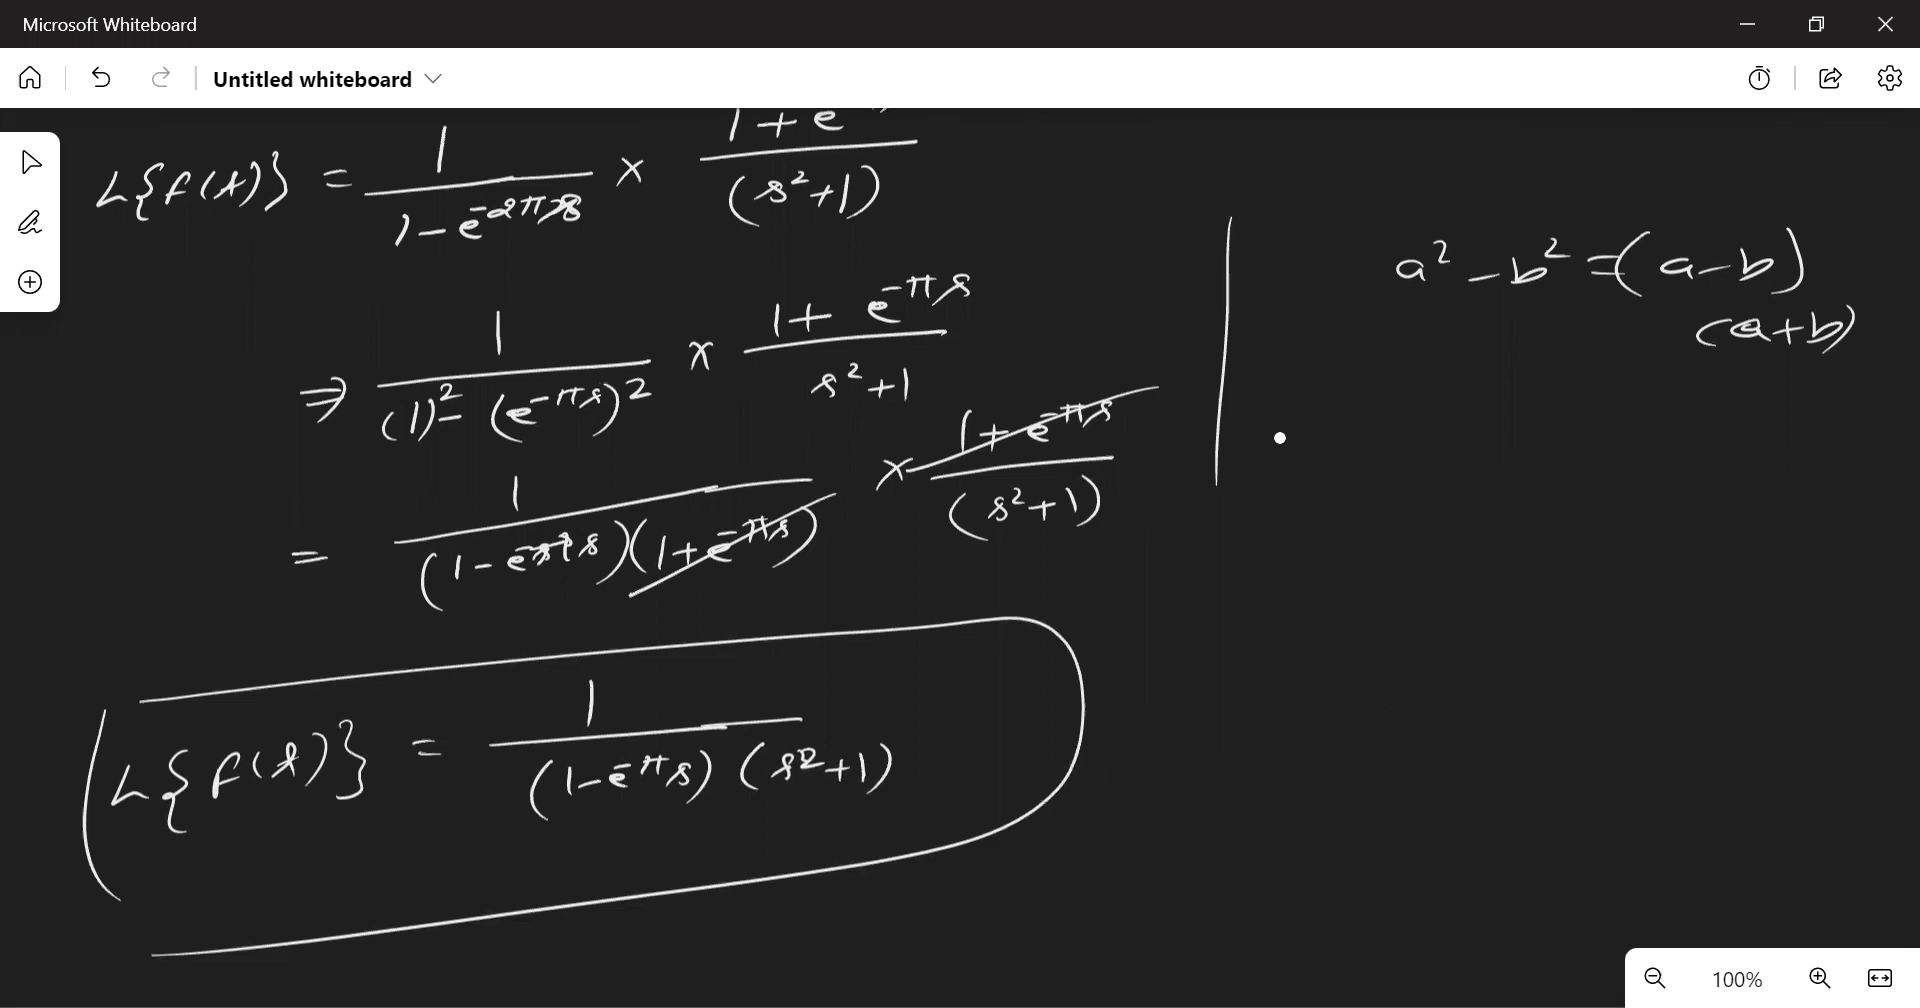 Microsoft Whiteboard
Untitled whiteboard
L{f(t)} = 1/(1-e^-2πs) × (1+e)/(s²+1)
a² - b² = (a-b)
(a+b)
⇒ 1/((1)² - (e^-πs)²) × (1+e^-πs)/(s²+1)
= 1/((1-e^-πs)(1+e^-πs)) × (1+e^-πs)/(s²+1)
L{f(t)} = 1/((1-e^-πs)(s²+1))
100%